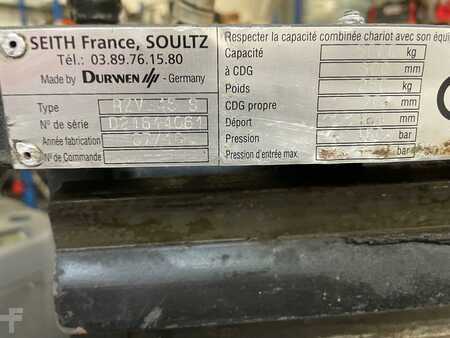 SEITH France, SOULTZ
Tél.: 03.89.76.15.80
Made by DURWEN - Germany
Type RZV
N° de série
Année fabrication
N° de Commande
Respecter la capacité combinée chariot avec son équi
Capacité kg
à CDG mm
Poids kg
CDG propre mm
Déport mm
Pression bar
Pression d'entrée max. bar